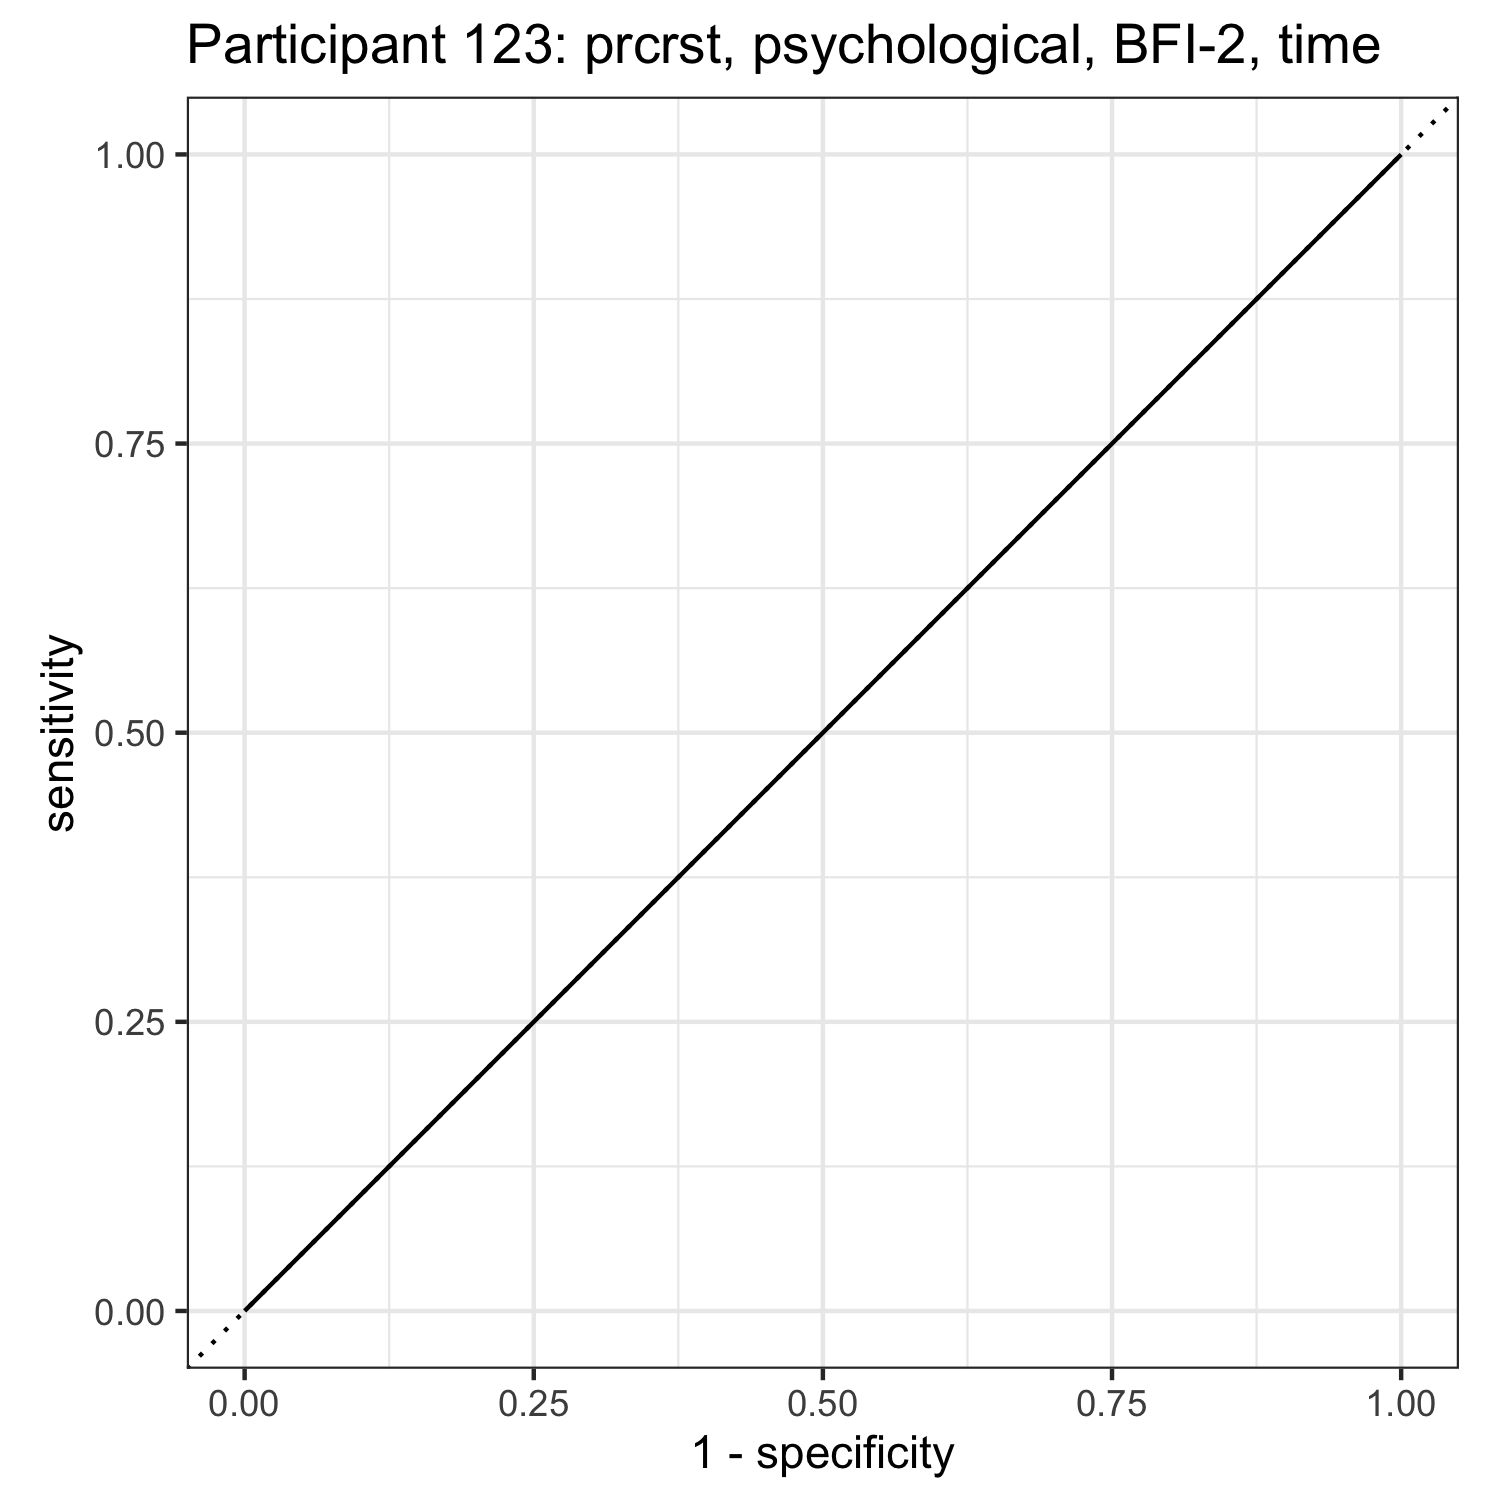 Participant 123: prcrst, psychological, BFI-2, time
1.00
0.75
0.50
0.25
0.00
sensitivity
0.00 0.25 0.50 0.75 1.00
1 - specificity